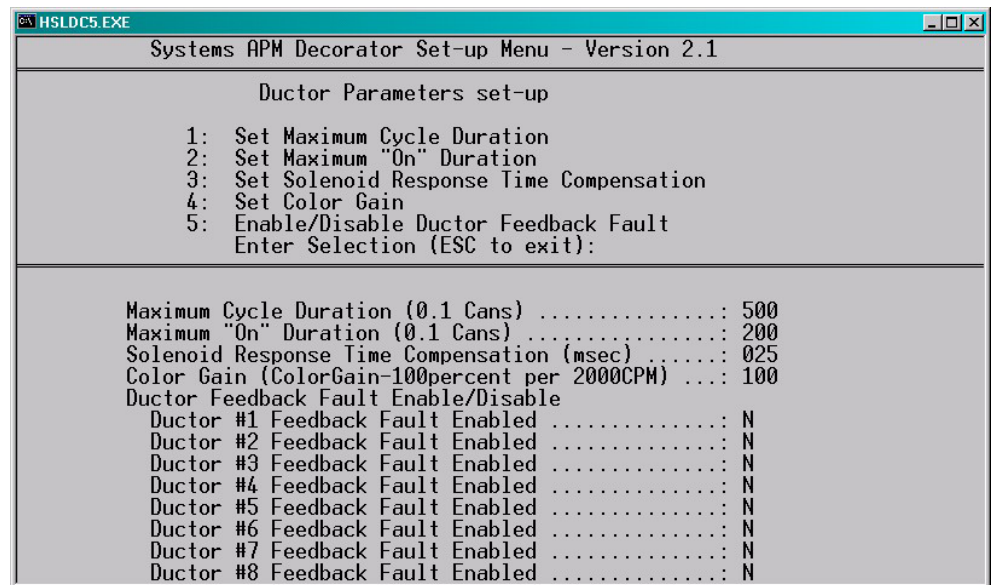 HSLDC5.EXE
Systems APM Decorator Set-up Menu - Version 2.1
Ductor Parameters set-up
1: Set Maximum Cycle Duration
2: Set Maximum "On" Duration
3: Set Solenoid Response Time Compensation
4: Set Color Gain
5: Enable/Disable Ductor Feedback Fault
Enter Selection (ESC to exit):
Maximum Cycle Duration (0.1 Cans) ...............: 500
Maximum "On" Duration (0.1 Cans) ................: 200
Solenoid Response Time Compensation (msec) ......: 025
Color Gain (ColorGain-100percent per 2000CPM) ...: 100
Ductor Feedback Fault Enable/Disable
Ductor #1 Feedback Fault Enabled ..............: N
Ductor #2 Feedback Fault Enabled ..............: N
Ductor #3 Feedback Fault Enabled ..............: N
Ductor #4 Feedback Fault Enabled ..............: N
Ductor #5 Feedback Fault Enabled ..............: N
Ductor #6 Feedback Fault Enabled ..............: N
Ductor #7 Feedback Fault Enabled ..............: N
Ductor #8 Feedback Fault Enabled ..............: N